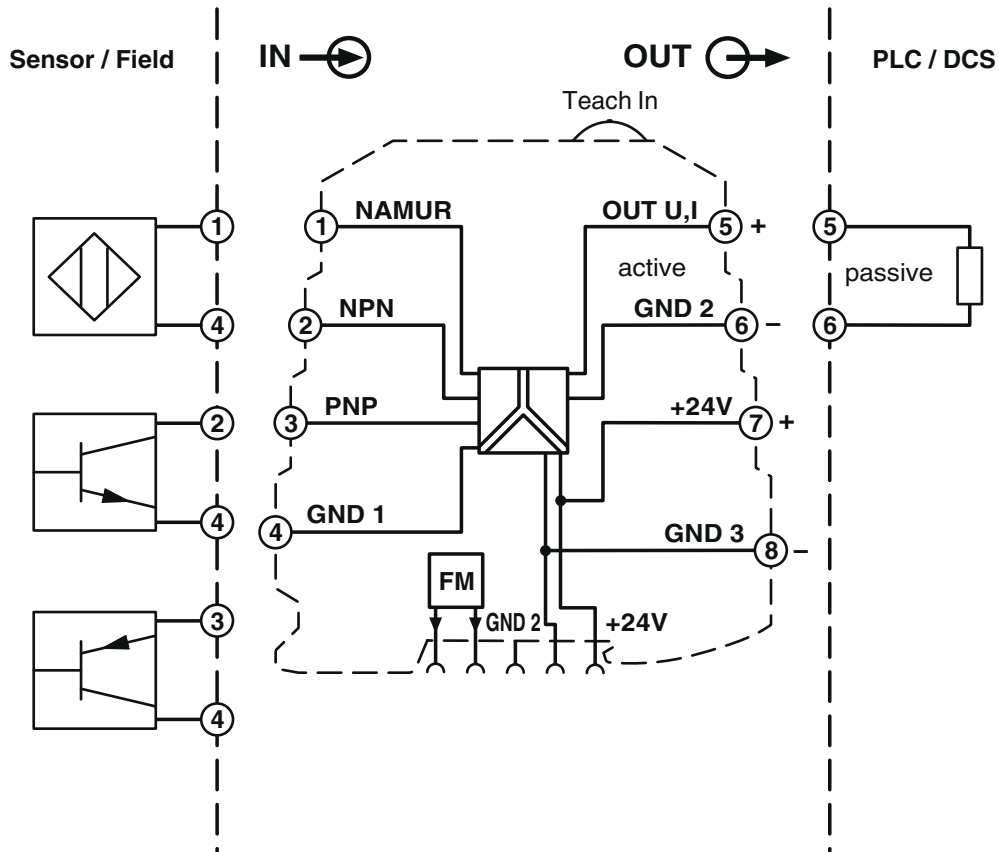 Sensor / Field
IN
OUT
PLC / DCS
Teach In
1
1
NAMUR
OUT U,I
5
+
5
active
passive
4
2
NPN
GND 2
6
–
6
2
3
PNP
+24V
7
+
4
4
GND 1
GND 3
8
–
FM
3
GND 2
+24V
4